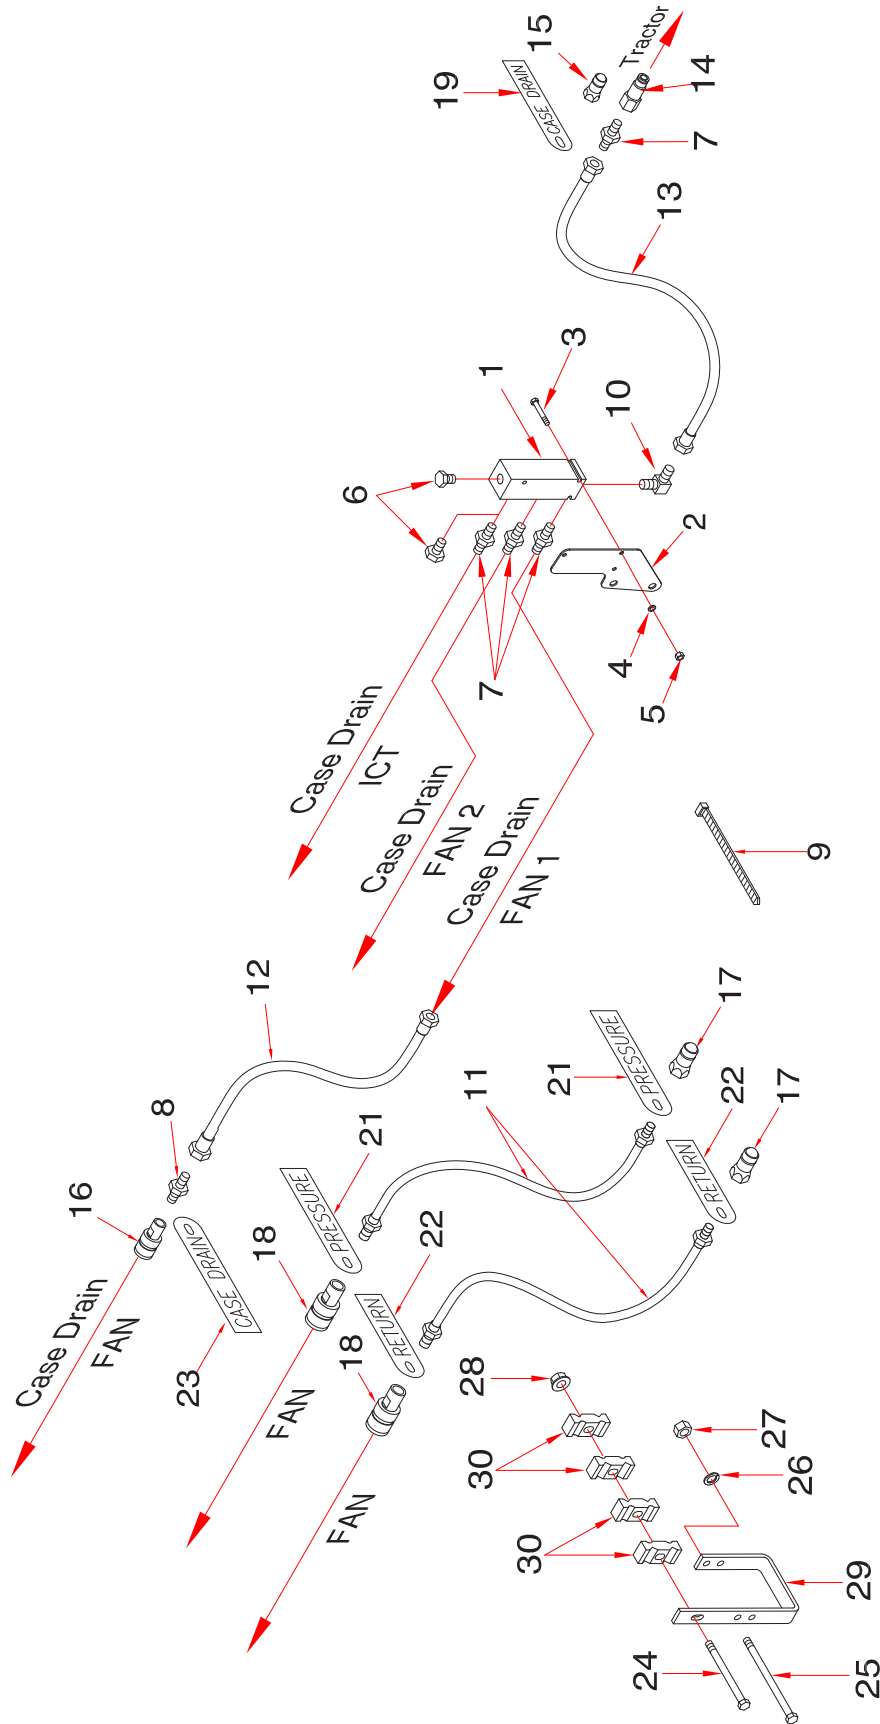 15
Tractor
14
19
CASE DRAIN
7
13
3
1
10
6
2
7
4
5
Case Drain
ICT
Case Drain
FAN 2
Case Drain
FAN 1
9
12
17
PRESSURE
21
11
22
17
RETURN
8
16
21
PRESSURE
22
RETURN
18
CASE DRAIN
23
Case Drain
FAN
18
FAN
FAN
28
27
26
30
30
29
24
25